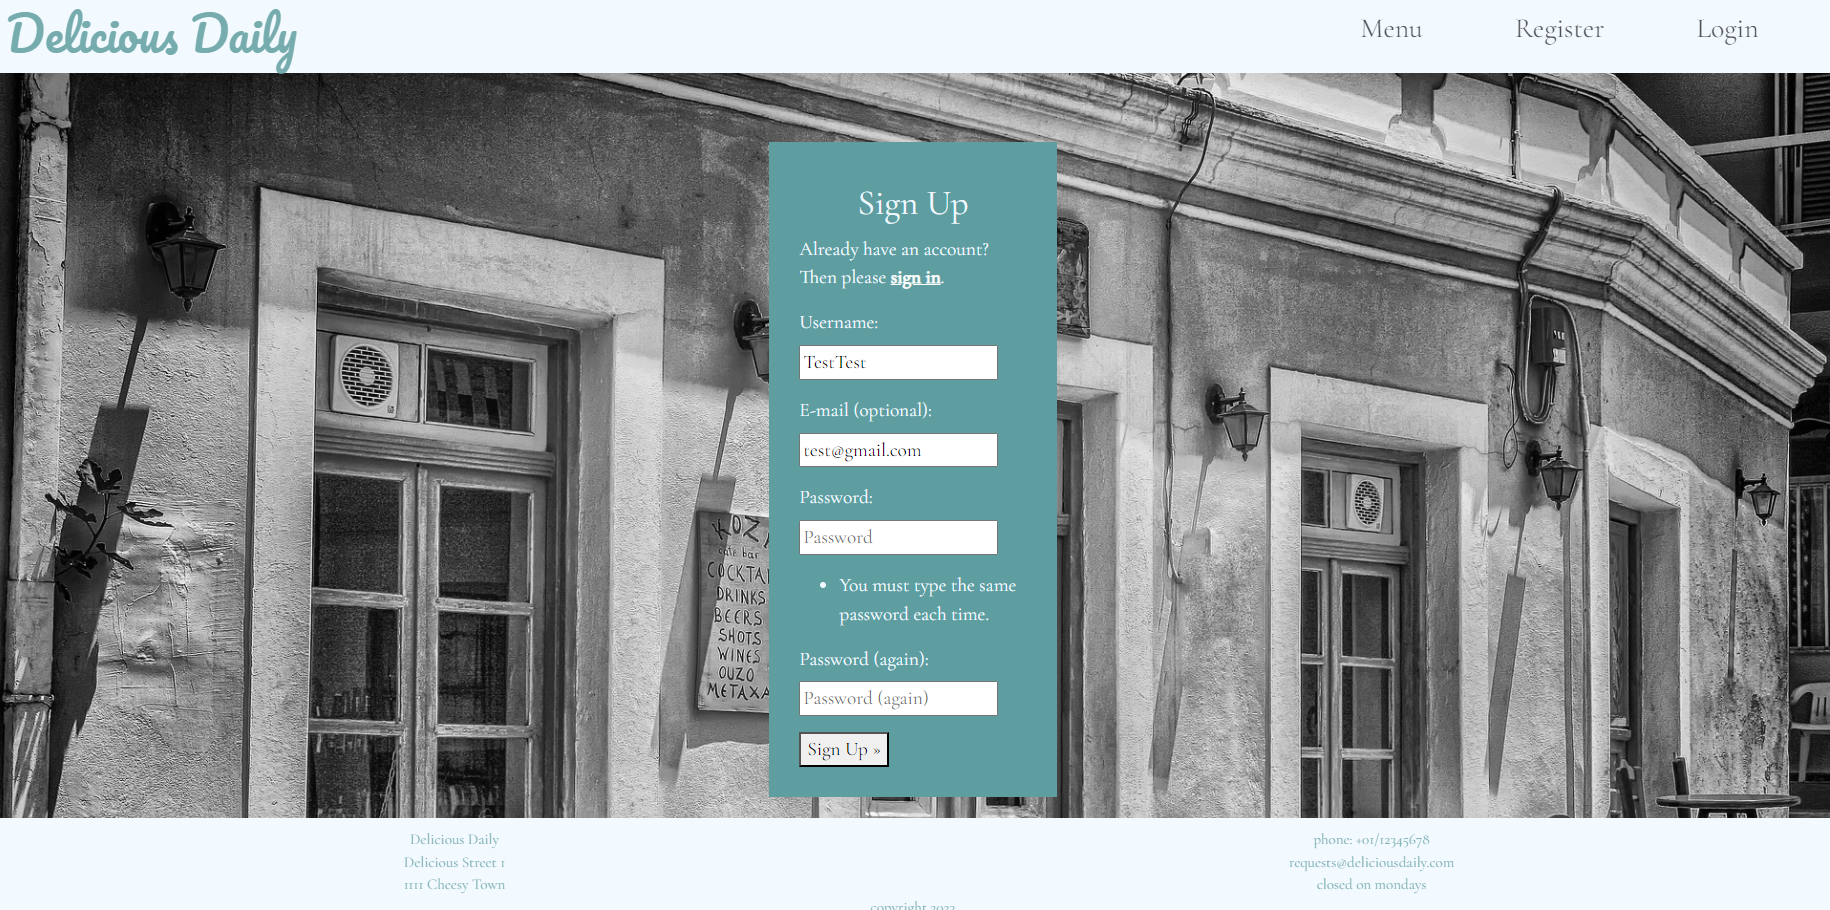 Delicious Daily
Menu
Register
Login
Sign Up
Already have an account?
Then please sign in.
Username:
TestTest
E-mail (optional):
test@gmail.com
Password:
Password
You must type the same
password each time.
Password (again):
Password (again)
Sign Up »
cafe bar
DRINKS
BEERS
SHOTS
WINES
OUZO
METAXA
Delicious Daily
Delicious Street 1
1111 Cheesy Town
phone: +01/12345678
requests@deliciousdaily.com
closed on mondays
copyright